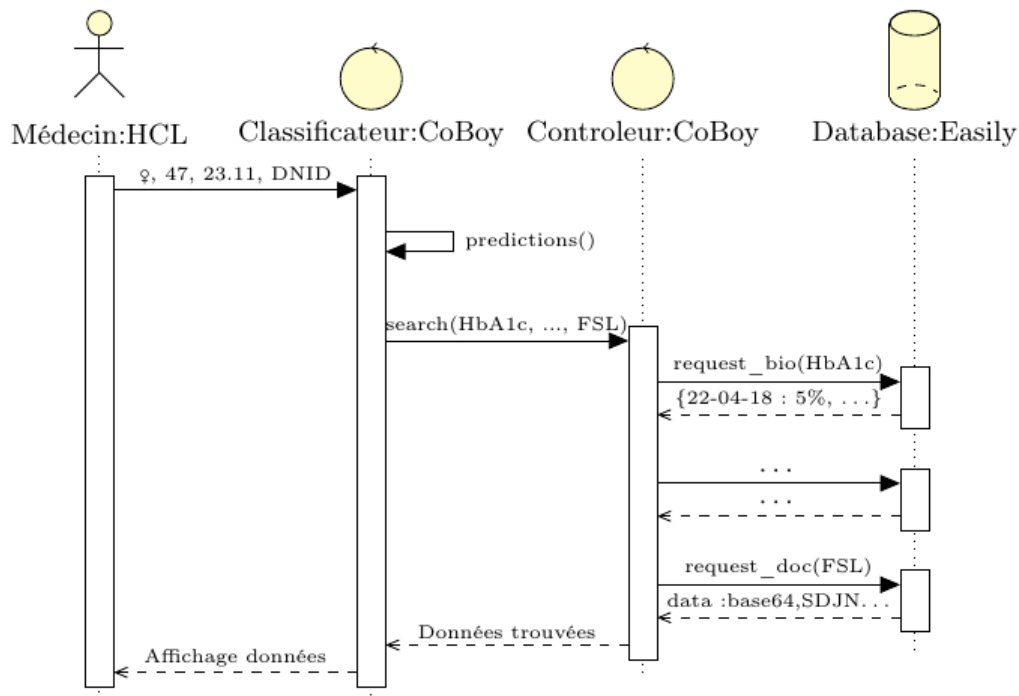 Médecin:HCL
Classificateur:CoBoy
Controleur:CoBoy
Database:Easily
♀, 47, 23.11, DNID
predictions()
search(HbA1c, ..., FSL)
request_bio(HbA1c)
{22-04-18 : 5%, ...}
...
...
request_doc(FSL)
data :base64,SDJN...
Données trouvées
Affichage données